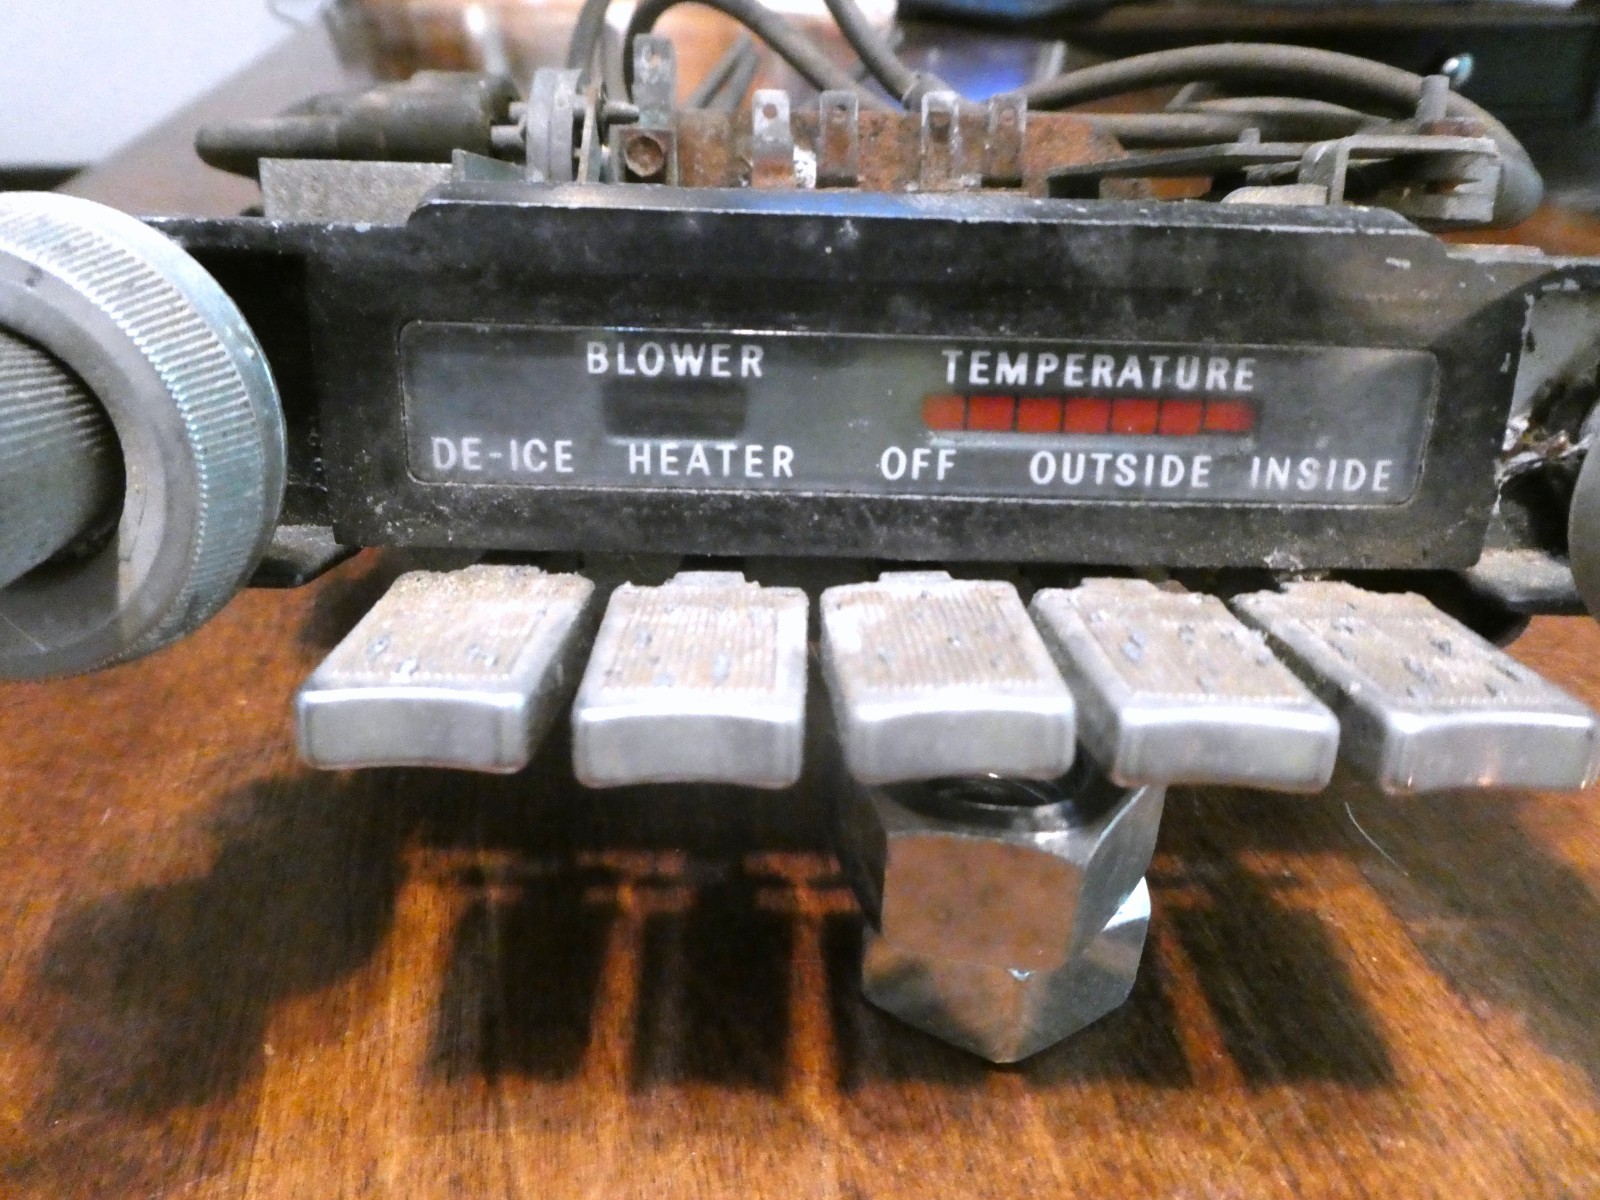 BLOWER TEMPERATURE
DE-ICE HEATER OFF OUTSIDE INSIDE